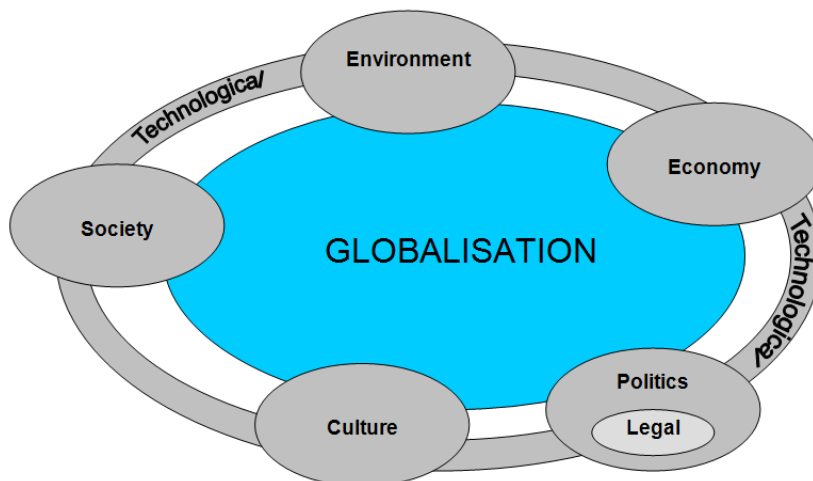 Environment
Technological
Economy
Society
GLOBALISATION
Technological
Politics
Culture
Legal